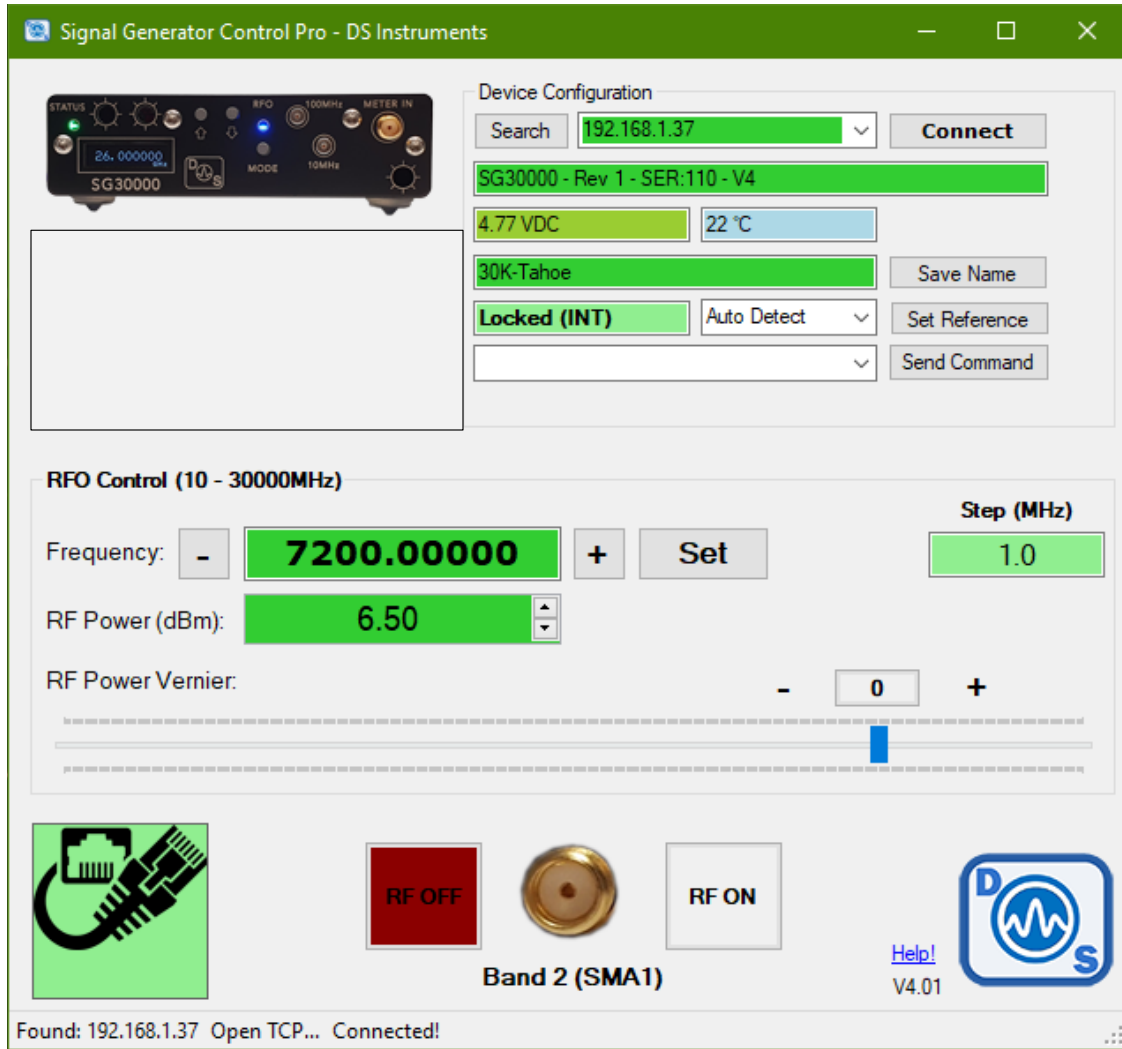 Signal Generator Control Pro - DS Instruments
STATUS
RFO
100MHz
METER IN
26.000000
GHz
MODE
10MHz
SG30000
D S
Device Configuration
Search 192.168.1.37 Connect
SG30000 - Rev 1 - SER:110 - V4
4.77 VDC 22 °C
30K-Tahoe Save Name
Locked (INT) Auto Detect Set Reference
Send Command
RFO Control (10 - 30000MHz)
Step (MHz)
Frequency: - 7200.00000 + Set 1.0
RF Power (dBm): 6.50
RF Power Vernier: - 0 +
RF OFF RF ON
Band 2 (SMA1)
Help!
V4.01
D S
Found: 192.168.1.37 Open TCP... Connected!